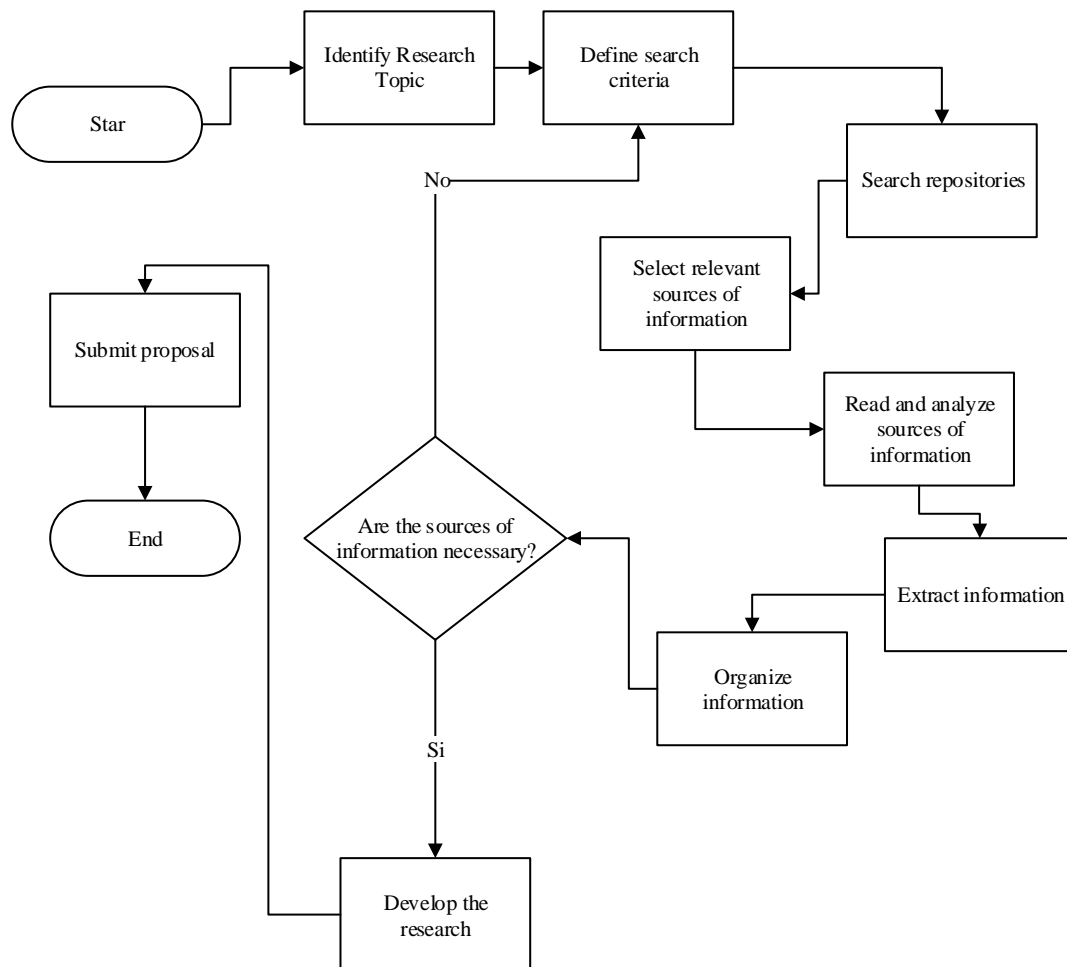 Star
Identify Research
Topic
Define search
criteria
Search repositories
Select relevant
sources of
information
Read and analyze
sources of
information
Extract information
Organize
information
Are the sources of
information necessary?
No
Si
Develop the
research
Submit proposal
End